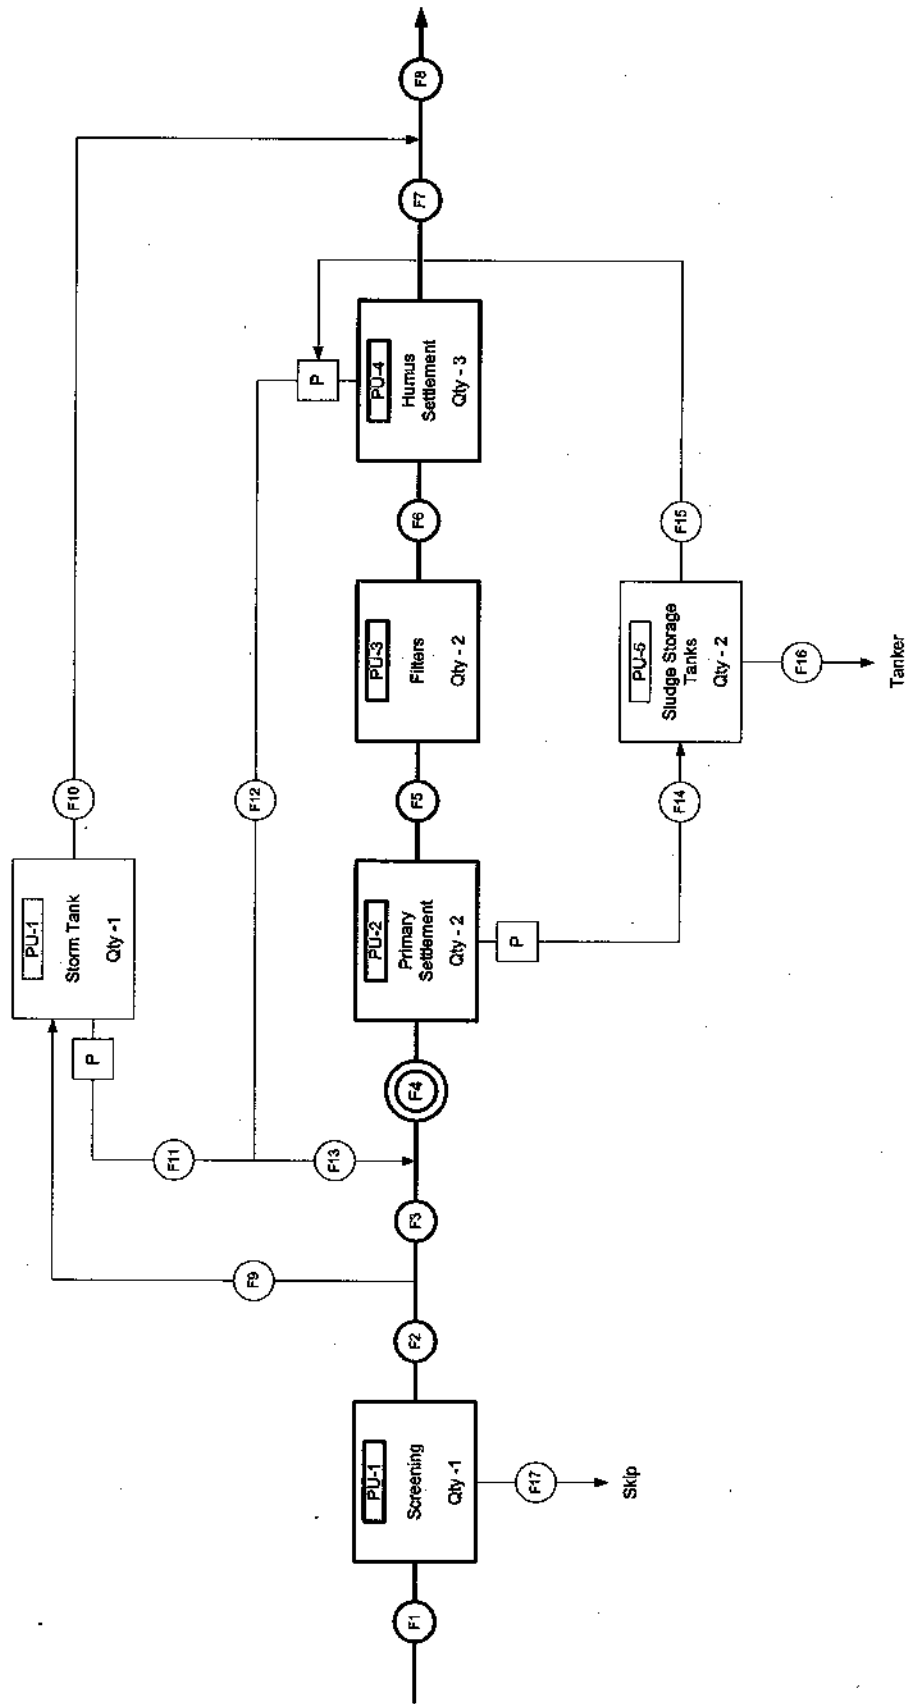 F10
F11
P
PU-1
Storm Tank
Qty -1
F9
F12
F13
P
F1
PU-1
Screening
Qty -1
F2
F3
F4
PU-2
Primary
Settlement
Qty - 2
F5
PU-3
Filters
Qty - 2
F6
PU-4
Humus
Settlement
Qty - 3
F7
F8
F17
Skip
P
F14
PU-5
Sludge Storage
Tanks
Qty - 2
F15
F16
Tanker